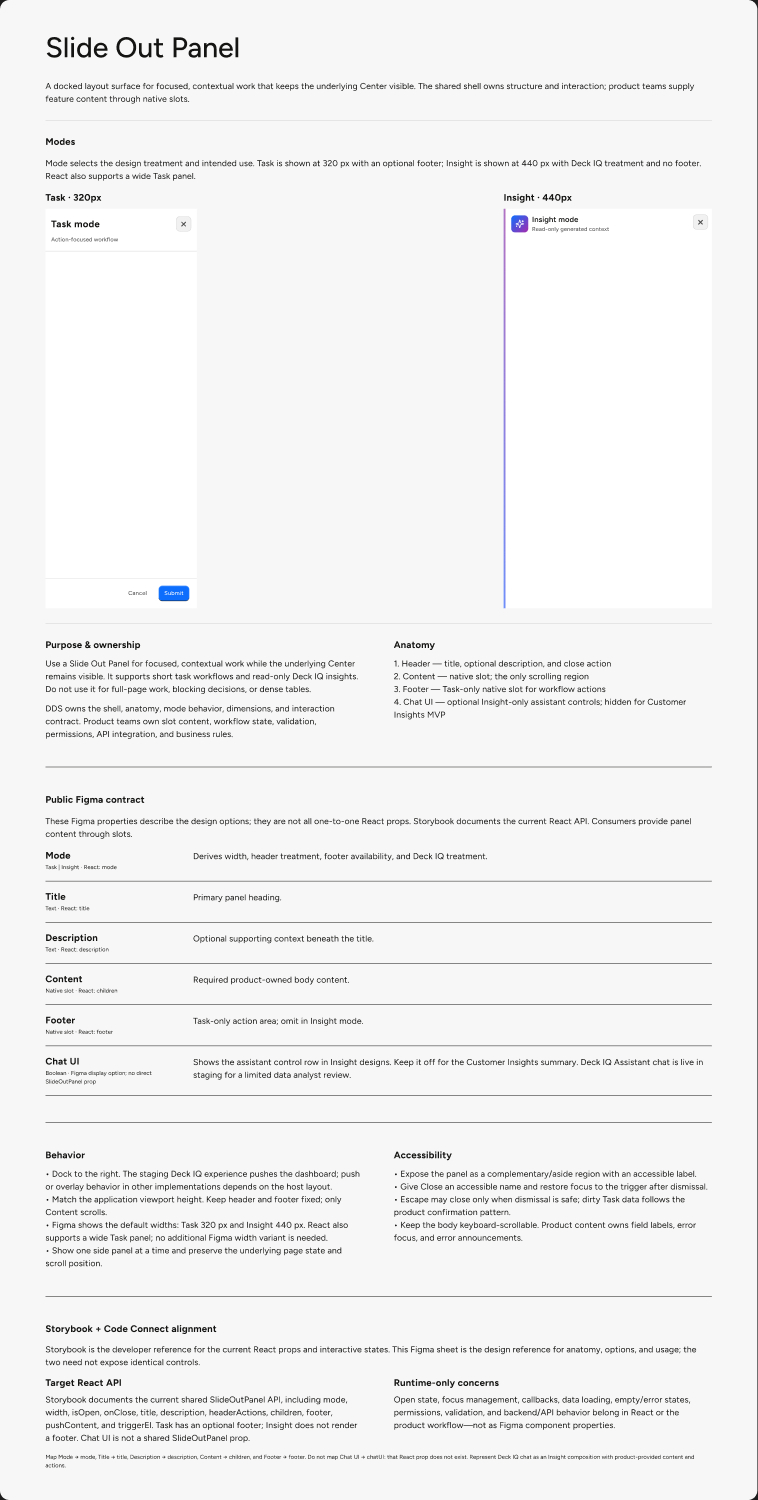 Slide Out Panel
A docked layout surface for focused, contextual work that keeps the underlying Center visible. The shared shell owns structure and interaction; product teams supply
feature content through native slots.
Modes
Mode selects the design treatment and intended use. Task is shown at 320 px with an optional footer; Insight is shown at 440 px with Deck IQ treatment and no footer.
React also supports a wide Task panel.
Task · 320px
Task mode
Action-focused workflow
Cancel
Submit
Insight · 440px
Insight mode
Read-only generated context
Purpose & ownership
Use a Slide Out Panel for focused, contextual work while the underlying Center
remains visible. It supports short task workflows and read-only Deck IQ insights.
Do not use it for full-page work, blocking decisions, or dense tables.
DDS owns the shell, anatomy, mode behavior, dimensions, and interaction
contract. Product teams own slot content, workflow state, validation,
permissions, API integration, and business rules.
Anatomy
1. Header — title, optional description, and close action
2. Content — native slot; the only scrolling region
3. Footer — Task-only native slot for workflow actions
4. Chat UI — optional Insight-only assistant controls; hidden for Customer
Insights MVP
Public Figma contract
These Figma properties describe the design options; they are not all one-to-one React props. Storybook documents the current React API. Consumers provide panel
content through slots.
Mode
Task | Insight · React: mode
Derives width, header treatment, footer availability, and Deck IQ treatment.
Title
Text · React: title
Primary panel heading.
Description
Text · React: description
Optional supporting context beneath the title.
Content
Native slot · React: children
Required product-owned body content.
Footer
Native slot · React: footer
Task-only action area; omit in Insight mode.
Chat UI
Boolean · Figma display option; no direct
SlideOutPanel prop
Shows the assistant control row in Insight designs. Keep it off for the Customer Insights summary. Deck IQ Assistant chat is live in
staging for a limited data analyst review.
Behavior
• Dock to the right. The staging Deck IQ experience pushes the dashboard; push
or overlay behavior in other implementations depends on the host layout.
• Match the application viewport height. Keep header and footer fixed; only
Content scrolls.
• Figma shows the default widths: Task 320 px and Insight 440 px. React also
supports a wide Task panel; no additional Figma width variant is needed.
• Show one side panel at a time and preserve the underlying page state and
scroll position.
Accessibility
• Expose the panel as a complementary/aside region with an accessible label.
• Give Close an accessible name and restore focus to the trigger after dismissal.
• Escape may close only when dismissal is safe; dirty Task data follows the
product confirmation pattern.
• Keep the body keyboard-scrollable. Product content owns field labels, error
focus, and error announcements.
Storybook + Code Connect alignment
Storybook is the developer reference for the current React props and interactive states. This Figma sheet is the design reference for anatomy, options, and usage; the
two need not expose identical controls.
Target React API
Storybook documents the current shared SlideOutPanel API, including mode,
width, isOpen, onClose, title, description, headerActions, children, footer,
pushContent, and triggerEl. Task has an optional footer; Insight does not render
a footer. Chat UI is not a shared SlideOutPanel prop.
Runtime-only concerns
Open state, focus management, callbacks, data loading, empty/error states,
permissions, validation, and backend/API behavior belong in React or the
product workflow—not as Figma component properties.
Map Mode → mode, Title → title, Description → description, Content → children, and Footer → footer. Do not map Chat UI → chatUI: that React prop does not exist. Represent Deck IQ chat as an Insight composition with product-provided content and
actions.